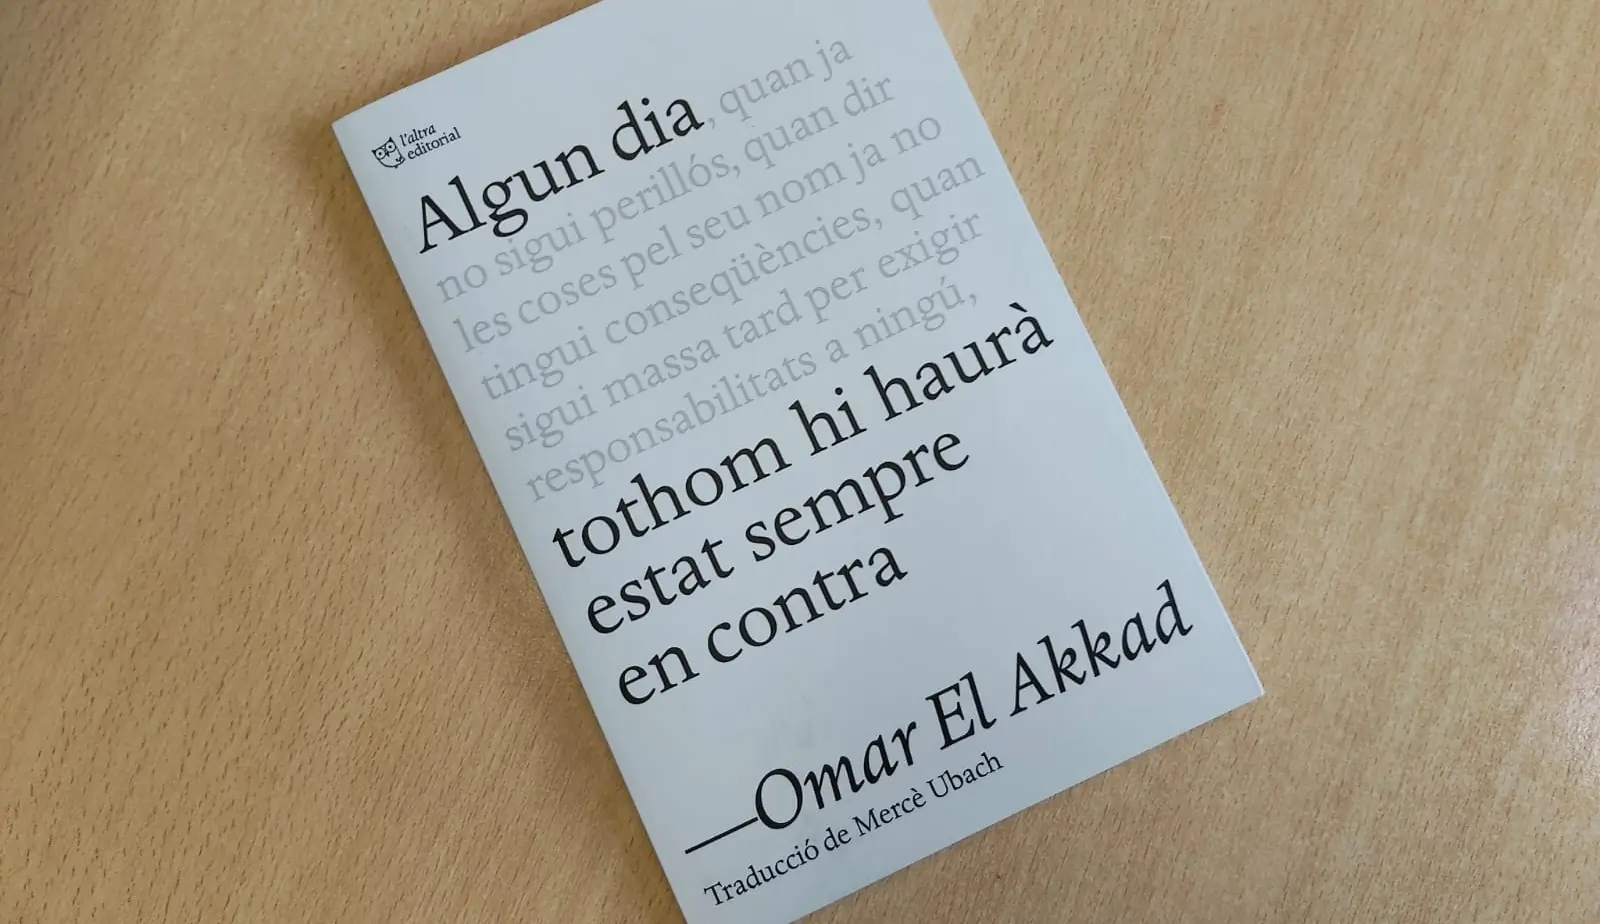 l'altra
editorial
Algun dia, quan ja
no sigui perillós, quan dir
les coses pel seu nom ja no
tingui conseqüències, quan
sigui massa tard per exigir
responsabilitats a ningú,
tothom hi haurà
estat sempre
en contra
—Omar El Akkad
Traducció de Mercè Ubach